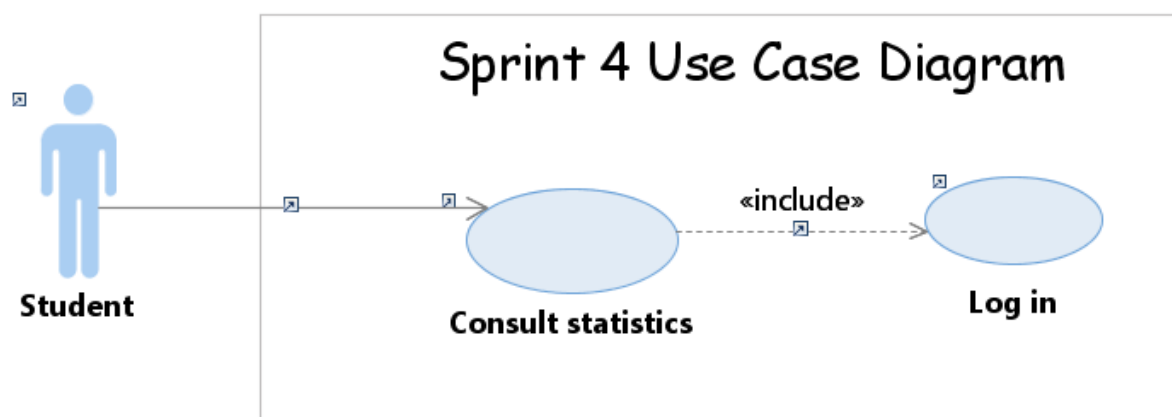 Sprint 4 Use Case Diagram
«include»
Student
Consult statistics
Log in